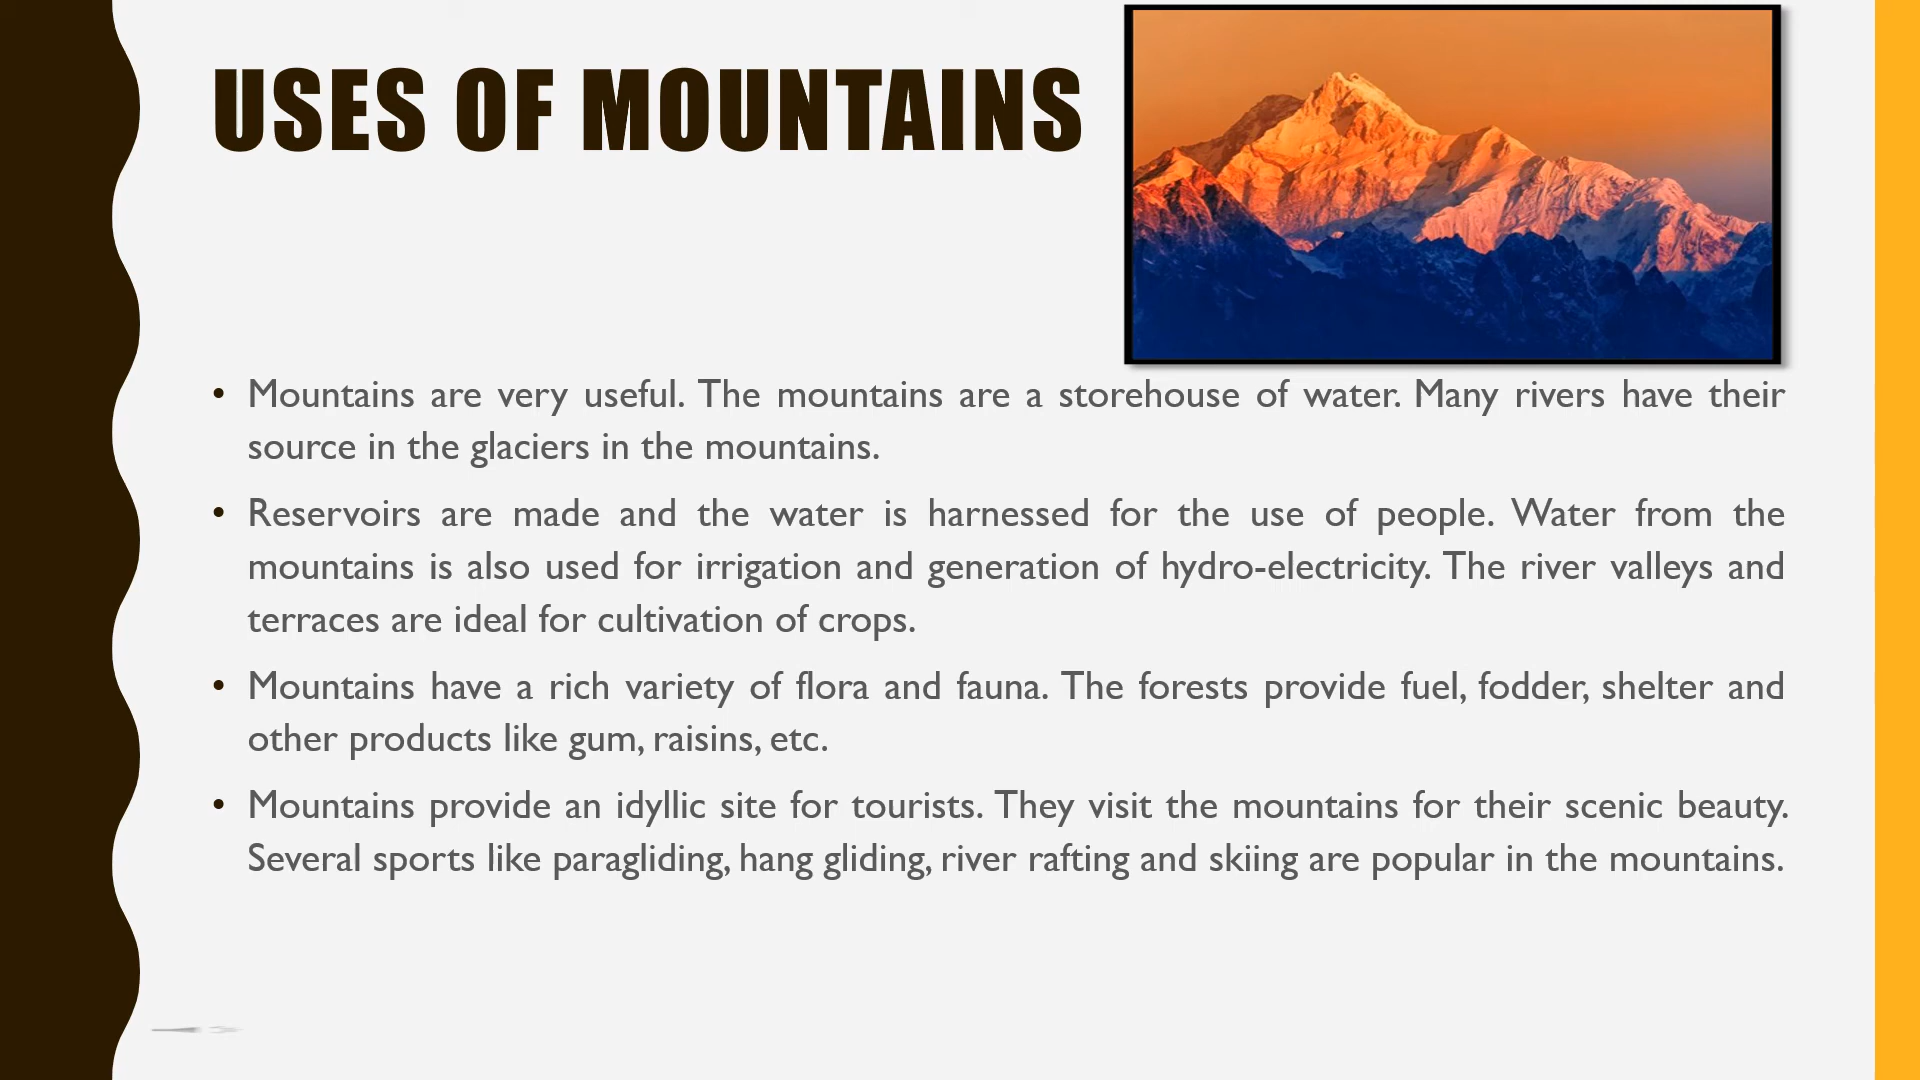 USES OF MOUNTAINS
• Mountains are very useful. The mountains are a storehouse of water. Many rivers have their
source in the glaciers in the mountains.
• Reservoirs are made and the water is harnessed for the use of people. Water from the
mountains is also used for irrigation and generation of hydro-electricity. The river valleys and
terraces are ideal for cultivation of crops.
• Mountains have a rich variety of flora and fauna. The forests provide fuel, fodder, shelter and
other products like gum, raisins, etc.
• Mountains provide an idyllic site for tourists. They visit the mountains for their scenic beauty.
Several sports like paragliding, hang gliding, river rafting and skiing are popular in the mountains.